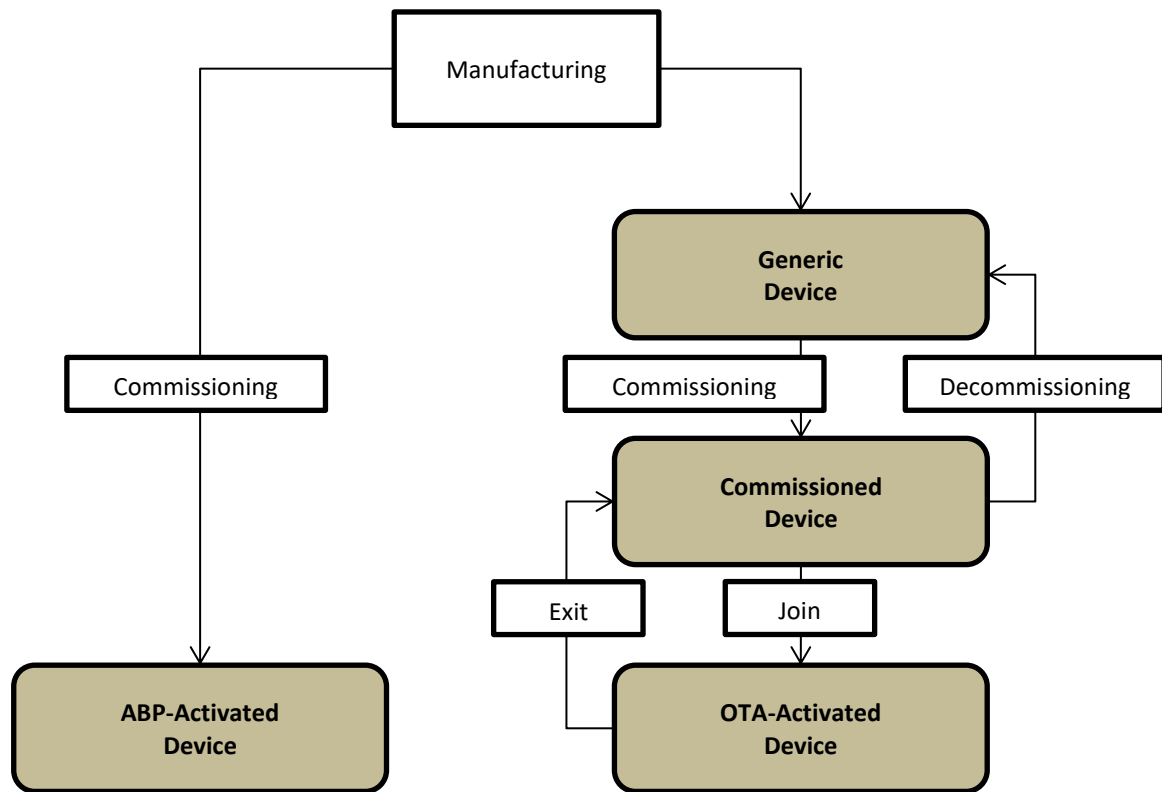 Manufacturing
Generic
Device
Commissioning
Commissioning
Decommissioning
Commissioned
Device
Exit
Join
ABP-Activated
Device
OTA-Activated
Device